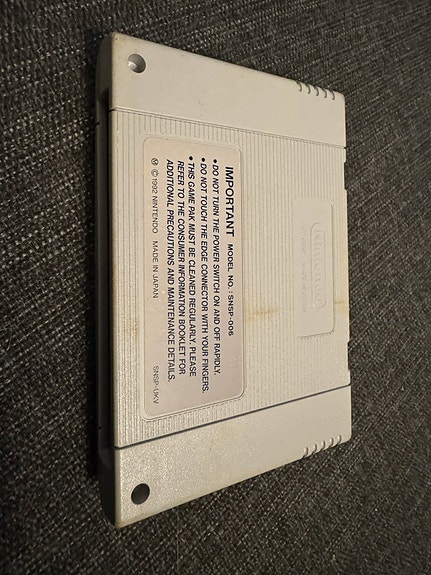 Nintendo
IMPORTANT MODEL NO.: SNSP-006
• DO NOT TURN THE POWER SWITCH ON AND OFF RAPIDLY.
• DO NOT TOUCH THE EDGE CONNECTOR WITH YOUR FINGERS.
• THIS GAME PAK MUST BE CLEANED REGULARLY. PLEASE
REFER TO THE CONSUMER INFORMATION BOOKLET FOR
ADDITIONAL PRECAUTIONS AND MAINTENANCE DETAILS.
Ⓜ © 1992 NINTENDO MADE IN JAPAN SNSP-UKV